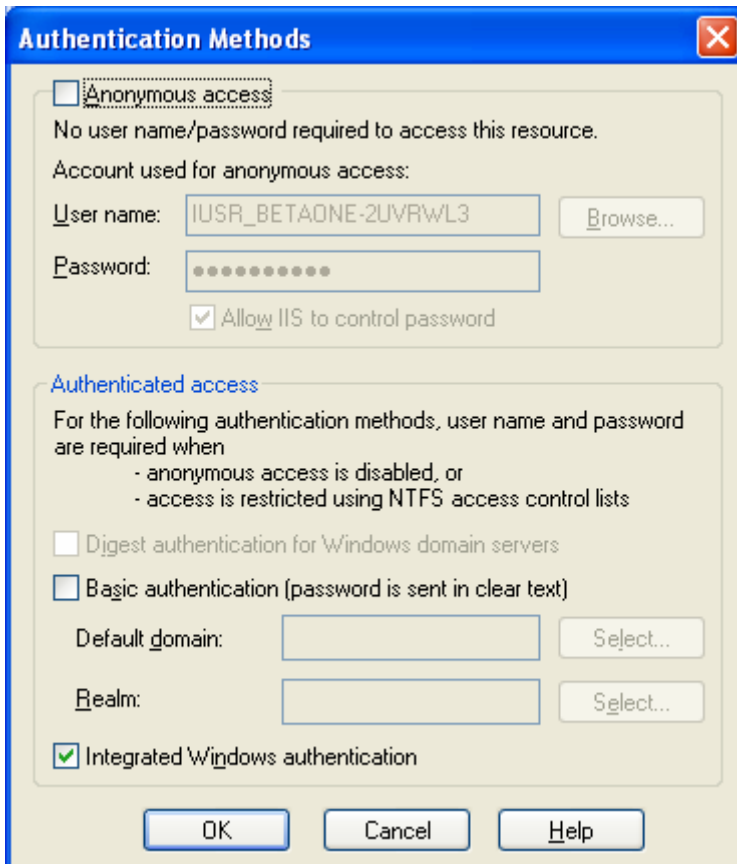 Authentication Methods
Anonymous access
No user name/password required to access this resource.
Account used for anonymous access:
User name: IUSR_BETAONE-2UVRWL3 Browse...
Password: ●●●●●●●●●●
Allow IIS to control password
Authenticated access
For the following authentication methods, user name and password
are required when
- anonymous access is disabled, or
- access is restricted using NTFS access control lists
Digest authentication for Windows domain servers
Basic authentication (password is sent in clear text)
Default domain: Select...
Realm: Select...
Integrated Windows authentication
OK Cancel Help